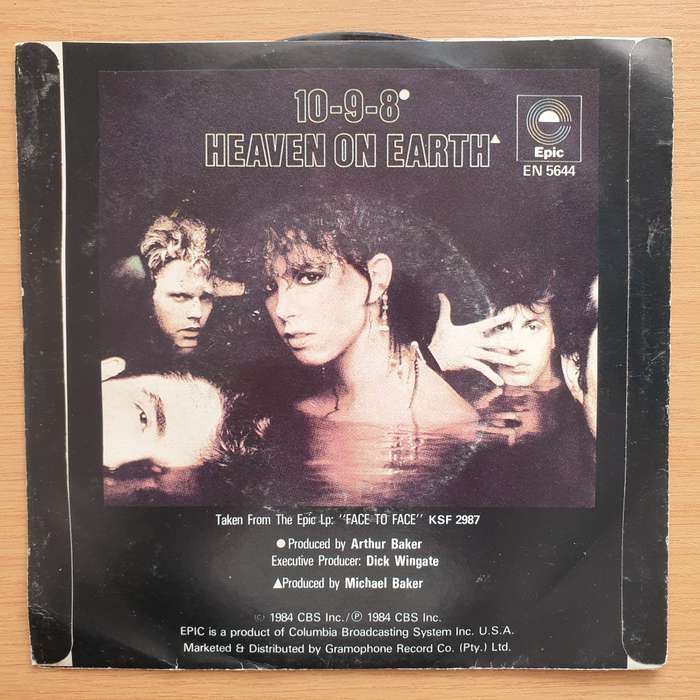 10-9-8●
HEAVEN ON EARTH▲
Epic
EN 5644
Taken From The Epic Lp: "FACE TO FACE" KSF 2987
●Produced by Arthur Baker
Executive Producer: Dick Wingate
▲Produced by Michael Baker
© 1984 CBS Inc./℗ 1984 CBS Inc.
EPIC is a product of Columbia Broadcasting System Inc. U.S.A.
Marketed & Distributed by Gramophone Record Co. (Pty.) Ltd.